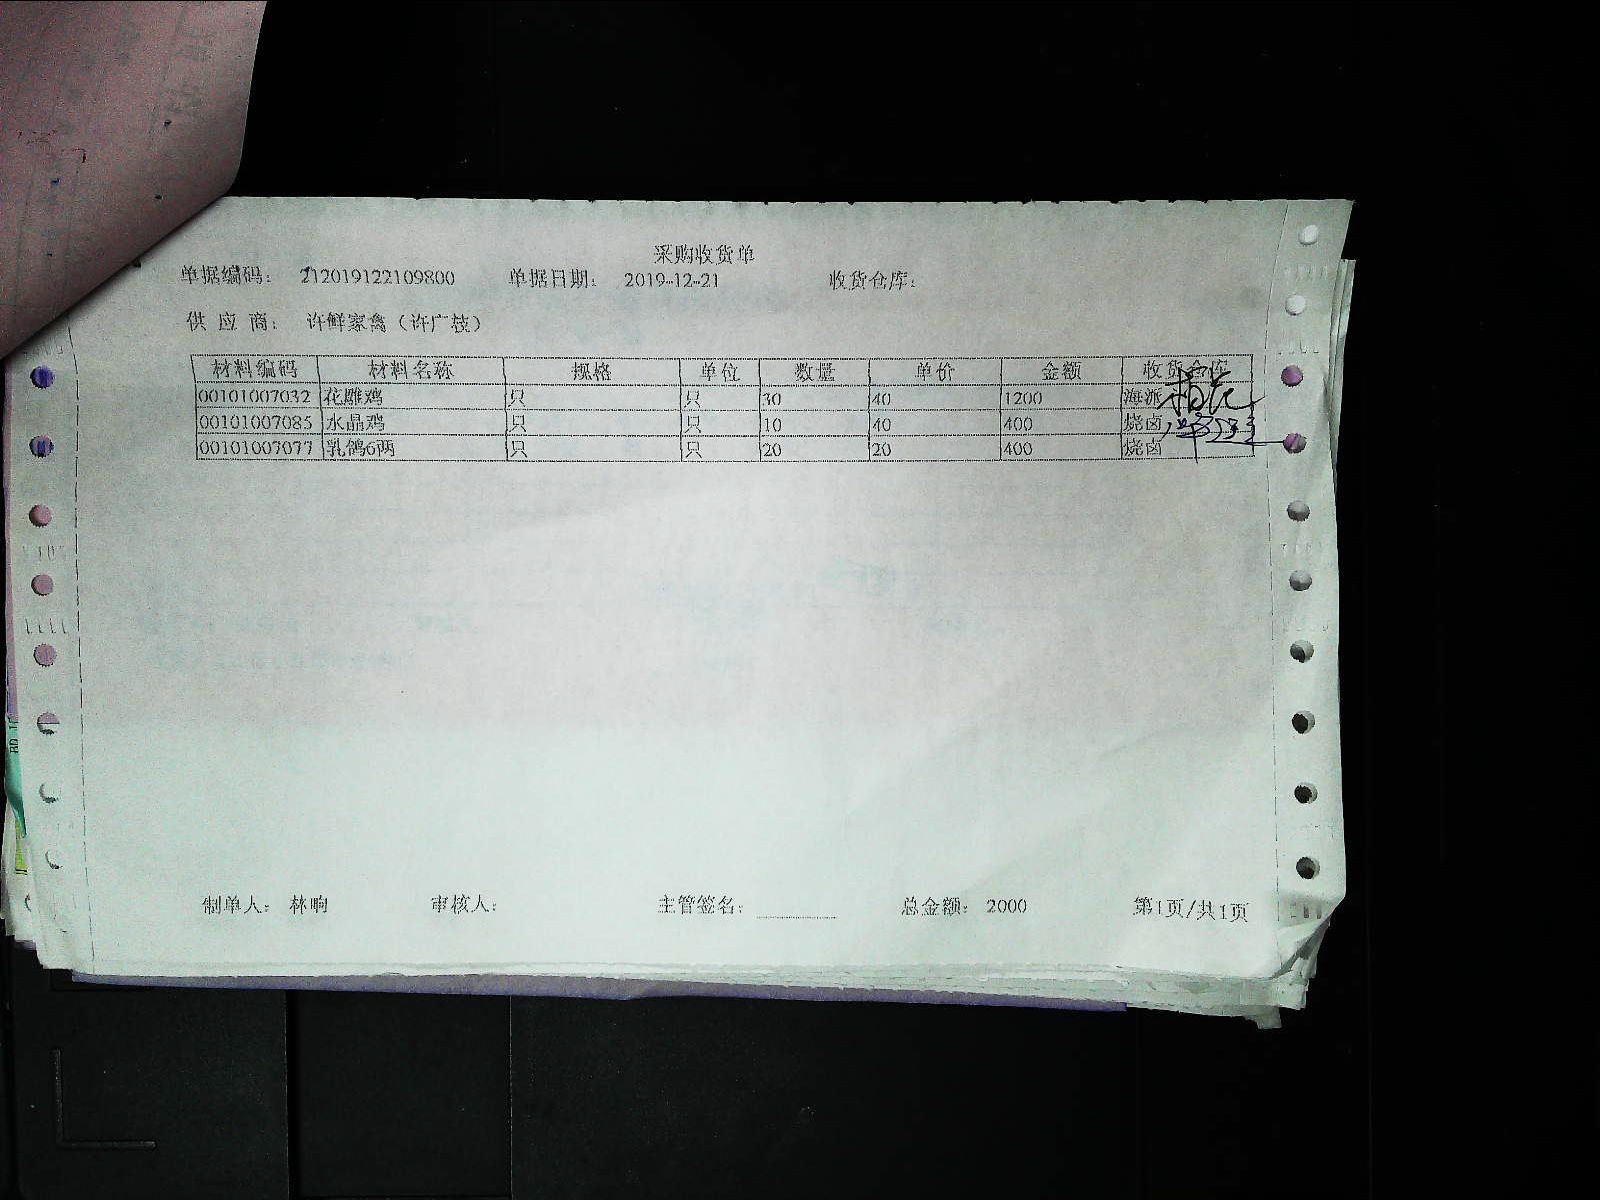 采购收货单
单据编码: 212019122109800 单据日期: 2019-12-21 收货仓库:
供 应 商: 许鲜家禽（许广枝）
材料编码 材料名称 规格 单位 数量 单价 金额 收货仓库
00101007032 花雕鸡 只 只 30 40 1200 海派
00101007085 水晶鸡 只 只 10 40 400 烧卤
00101007077 乳鸽6两 只 只 20 20 400 烧卤
制单人: 林晌 审核人: 主管签名: 总金额: 2000 第1页/共1页